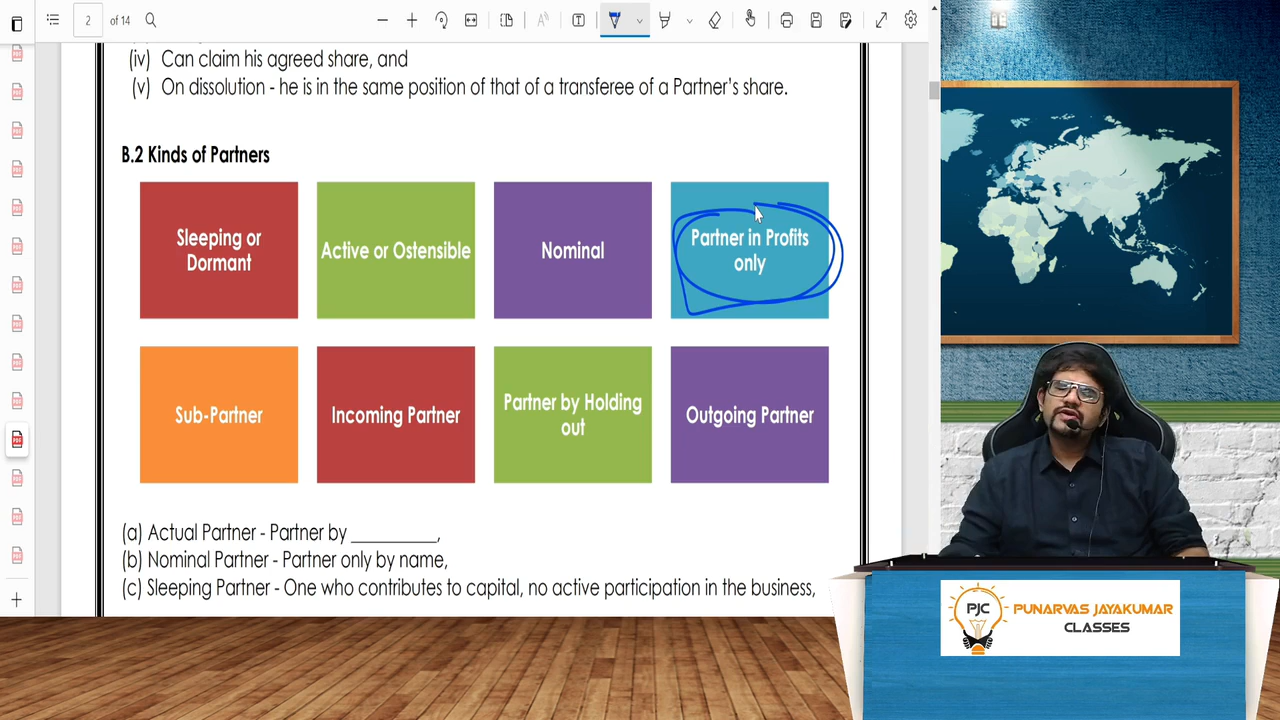 2
of 14
(iv) Can claim his agreed share, and
(v) On dissolution - he is in the same position of that of a transferee of a Partner's share.
B.2 Kinds of Partners
Sleeping or
Dormant
Active or Ostensible
Nominal
Partner in Profits
only
Sub-Partner
Incoming Partner
Partner by Holding
out
Outgoing Partner
(a) Actual Partner - Partner by __________,
(b) Nominal Partner - Partner only by name,
(c) Sleeping Partner - One who contributes to capital, no active participation in the business,
PJC
PUNARVAS JAYAKUMAR
CLASSES